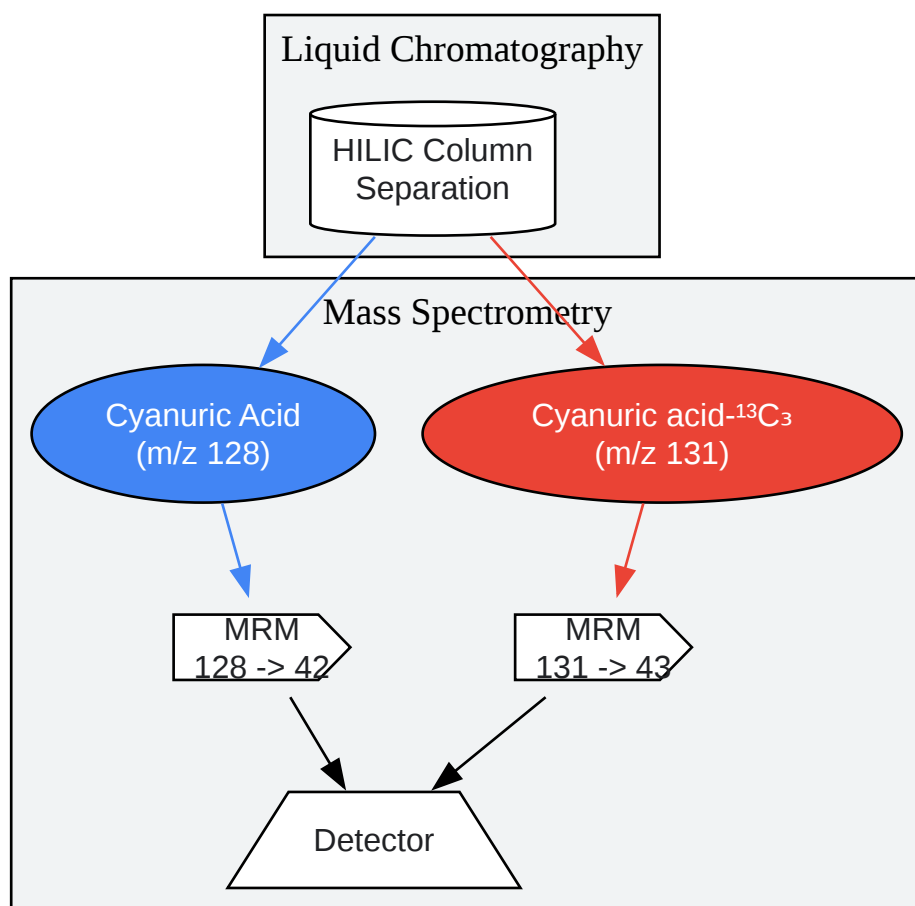 Liquid Chromatography
HILIC Column
Separation
Mass Spectrometry
Cyanuric Acid
(m/z 128)
Cyanuric acid-¹³C₃
(m/z 131)
MRM
128 -> 42
MRM
131 -> 43
Detector